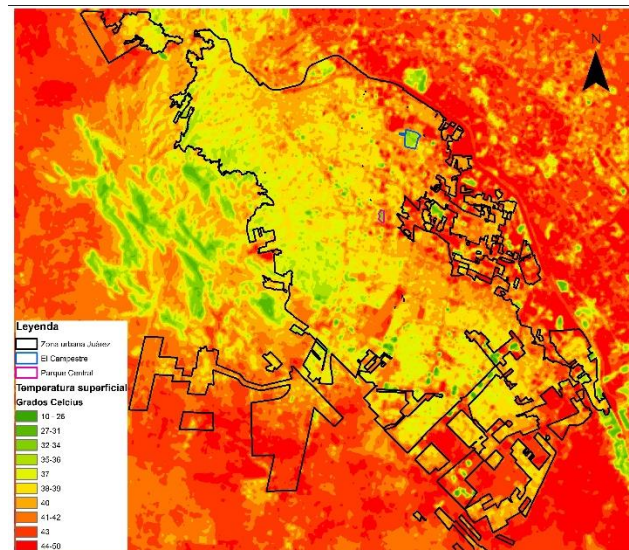 N
Leyenda
Zona urbana Juárez
El Campestre
Parque Central
Temperatura superficial
Grados Celcius
10 - 26
27-31
32-34
35-36
37
38-39
40
41-42
43
44-50